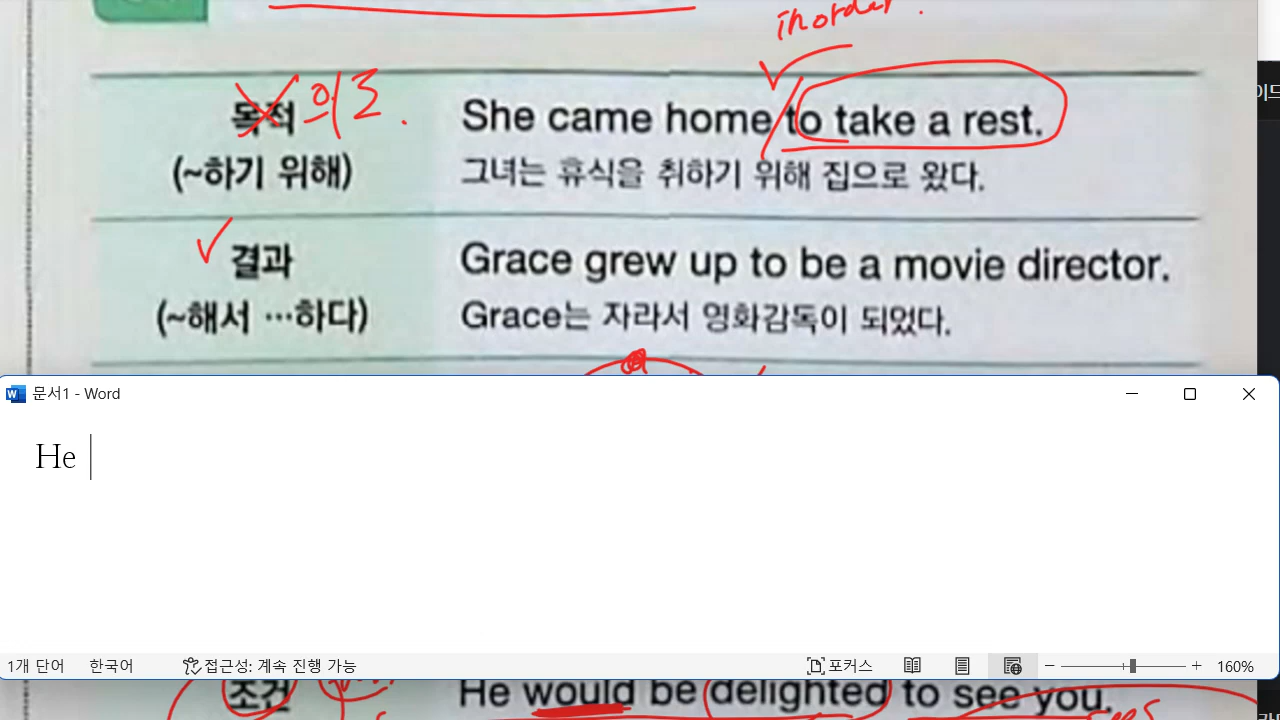 in order.
목적 의도.
She came home to take a rest.
(~하기 위해)
그녀는 휴식을 취하기 위해 집으로 왔다.
결과
Grace grew up to be a movie director.
(~해서 …하다)
Grace는 자라서 영화감독이 되었다.
문서1 - Word
He
1개 단어 한국어 접근성: 계속 진행 가능 포커스 160%
조건
He would be delighted to see you.